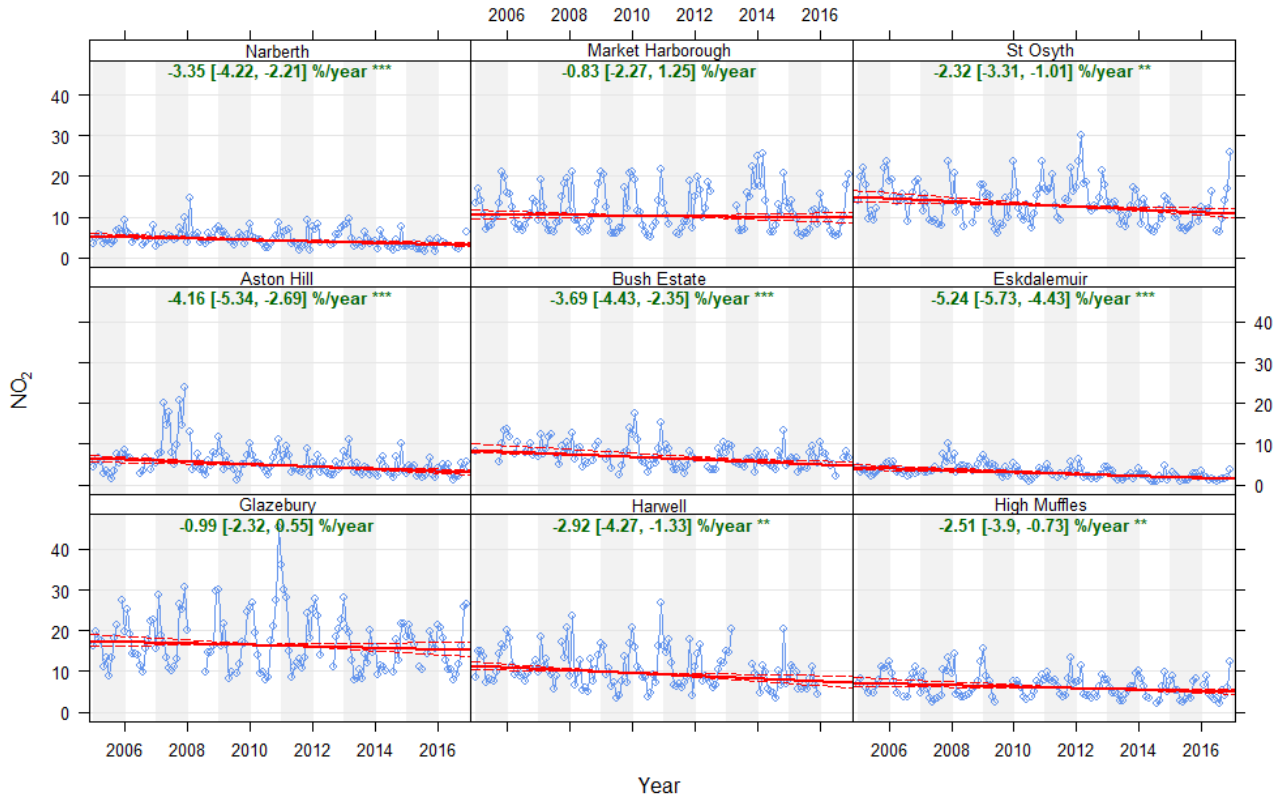 2006 2008 2010 2012 2014 2016
Narberth Market Harborough St Osyth
-3.35 [-4.22, -2.21] %/year *** -0.83 [-2.27, 1.25] %/year -2.32 [-3.31, -1.01] %/year **
40
30
20
10
0
Aston Hill Bush Estate Eskdalemuir
-4.16 [-5.34, -2.69] %/year *** -3.69 [-4.43, -2.35] %/year *** -5.24 [-5.73, -4.43] %/year ***
40
30
20
10
0
NO2
Glazebury Harwell High Muffles
-0.99 [-2.32, 0.55] %/year -2.92 [-4.27, -1.33] %/year ** -2.51 [-3.9, -0.73] %/year **
40
30
20
10
0
2006 2008 2010 2012 2014 2016 2006 2008 2010 2012 2014 2016
Year